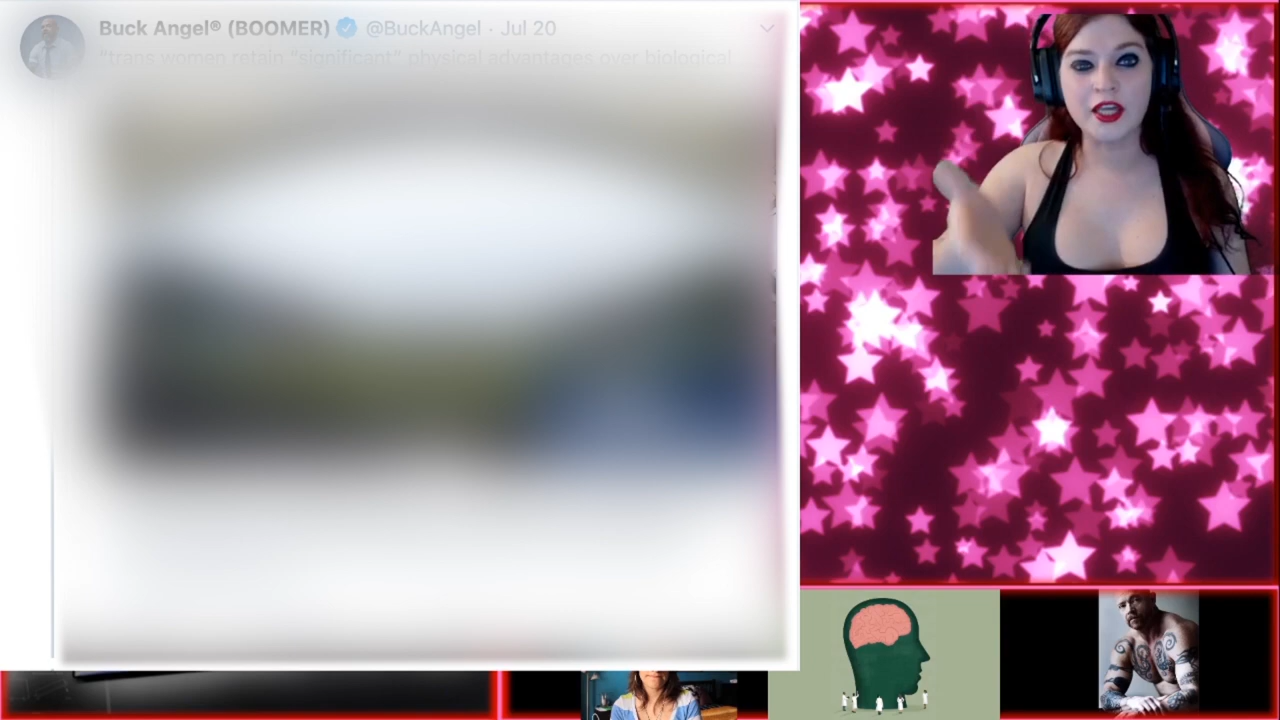 Buck Angel® (BOOMER) @BuckAngel · Jul 20
"trans women retain "significant" physical advantages over biological